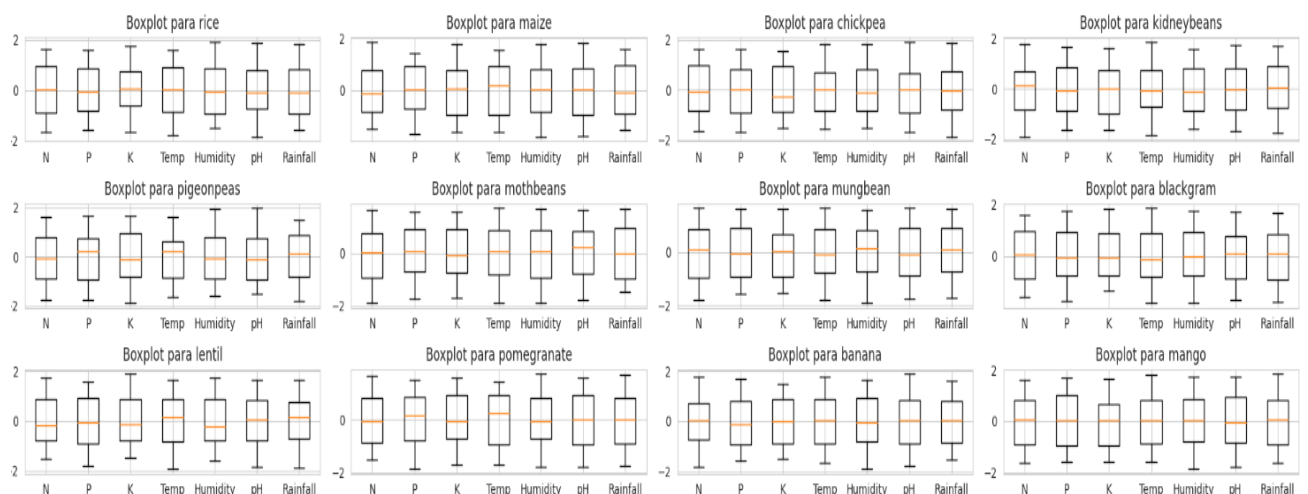 Boxplot para rice Boxplot para maize Boxplot para chickpea Boxplot para kidneybeans
2 2 2 2
0 0 0 0
-2 −2 −2 −2
N P K Temp Humidity pH Rainfall N P K Temp Humidity pH Rainfall N P K Temp Humidity pH Rainfall N P K Temp Humidity pH Rainfall
Boxplot para pigeonpeas Boxplot para mothbeans Boxplot para mungbean Boxplot para blackgram
2 2
0 0 0 0
-2 −2 −2 −2
N P K Temp Humidity pH Rainfall N P K Temp Humidity pH Rainfall N P K Temp Humidity pH Rainfall N P K Temp Humidity pH Rainfall
Boxplot para lentil Boxplot para pomegranate Boxplot para banana Boxplot para mango
2 2 2
0 0 0 0
-2 −2 −2 −2
N P K Temp Humidity pH Rainfall N P K Temp Humidity pH Rainfall N P K Temp Humidity pH Rainfall N P K Temp Humidity pH Rainfall